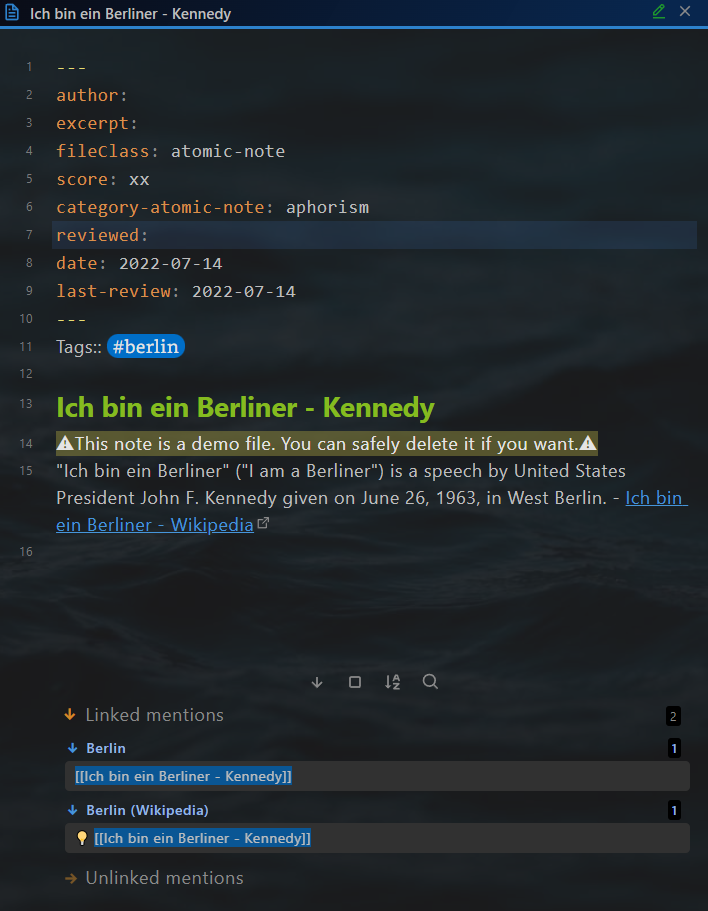 Ich bin ein Berliner - Kennedy
1 ---
2 author:
3 excerpt:
4 fileClass: atomic-note
5 score: xx
6 category-atomic-note: aphorism
7 reviewed:
8 date: 2022-07-14
9 last-review: 2022-07-14
10 ---
11 Tags:: #berlin
12
13 Ich bin ein Berliner - Kennedy
14 ⚠This note is a demo file. You can safely delete it if you want.⚠
15 "Ich bin ein Berliner" ("I am a Berliner") is a speech by United States
President John F. Kennedy given on June 26, 1963, in West Berlin. - Ich bin
ein Berliner - Wikipedia
16
Linked mentions 2
Berlin 1
[[Ich bin ein Berliner - Kennedy]]
Berlin (Wikipedia) 1
💡 [[Ich bin ein Berliner - Kennedy]]
Unlinked mentions